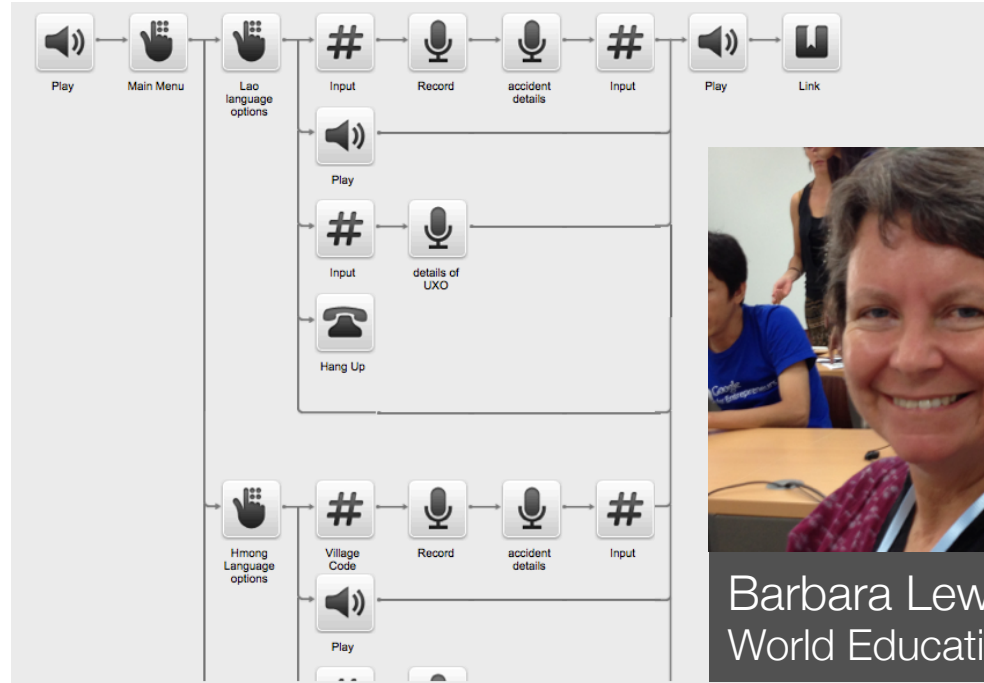 Play
Main Menu
Lao
language
options
Input
Record
accident
details
Input
Play
Link
Play
Input
details of
UXO
Hang Up
Hmong
Language
options
Village
Code
Record
accident
details
Input
Play
Google
for Entrepreneurs
Barbara Lew
World Educati